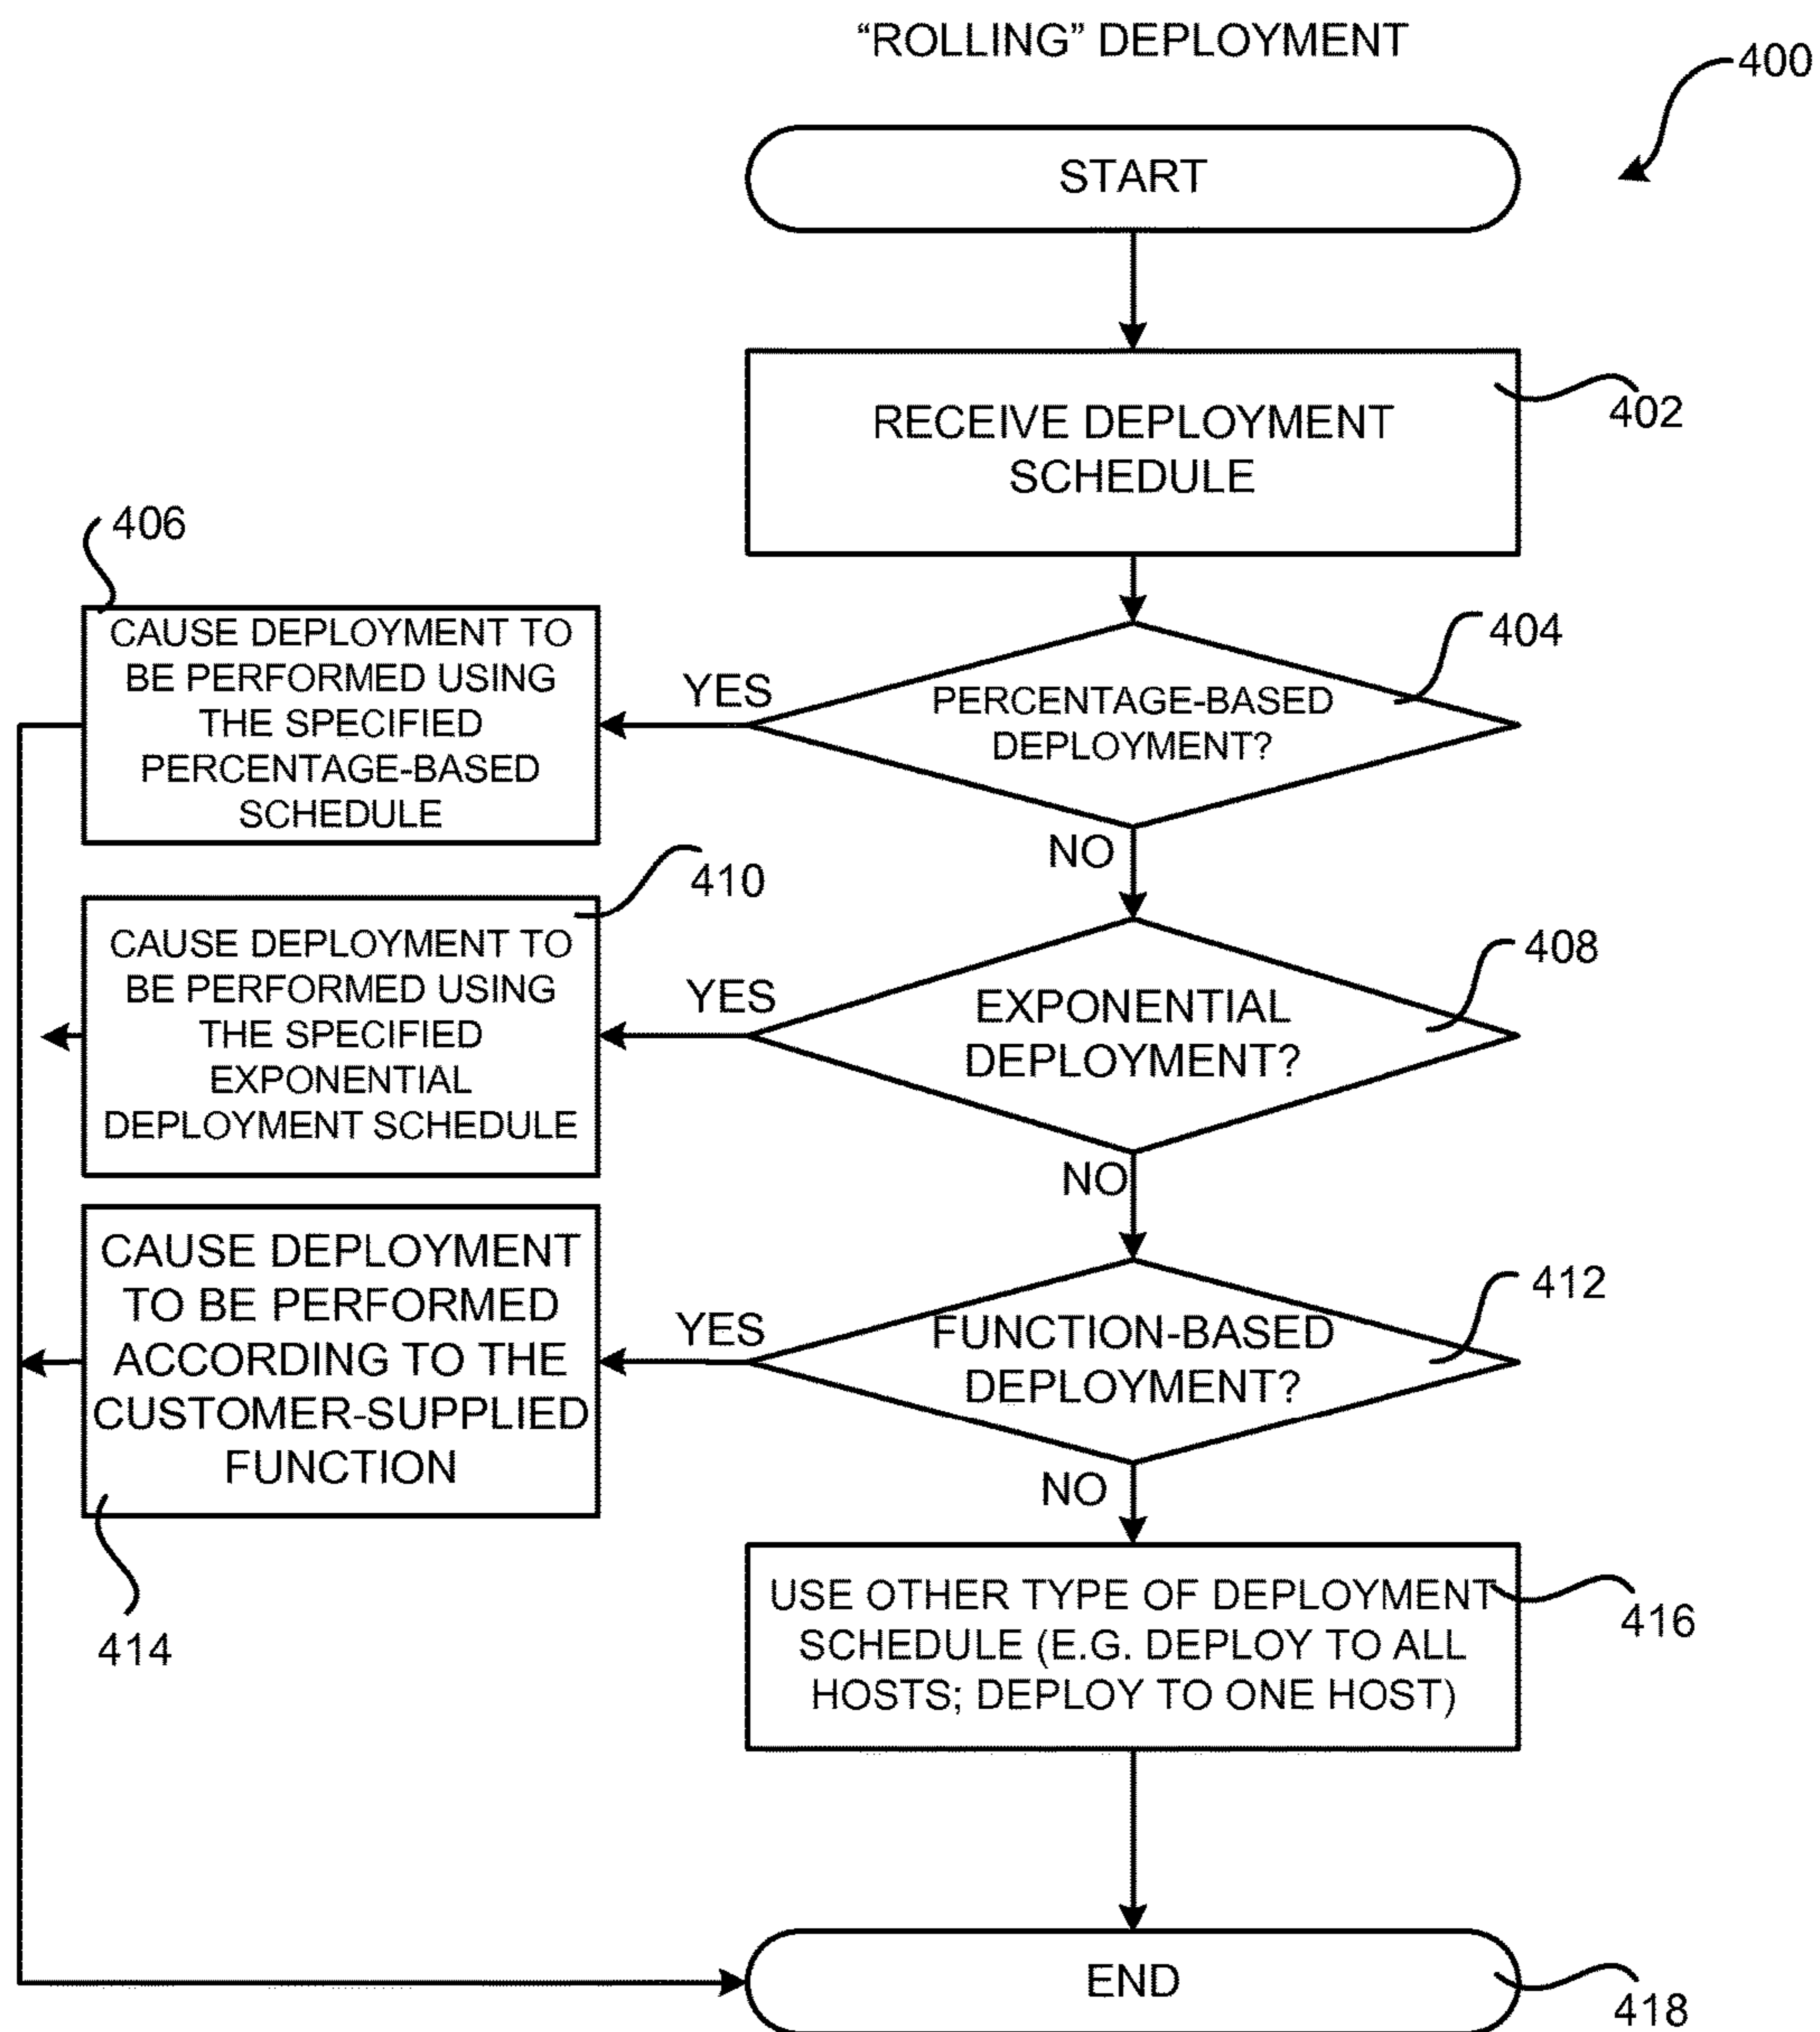 “ROLLING” DEPLOYMENT
400
START
RECEIVE DEPLOYMENT
SCHEDULE
402
406
CAUSE DEPLOYMENT TO
BE PERFORMED USING
THE SPECIFIED
PERCENTAGE-BASED
SCHEDULE
YES
PERCENTAGE-BASED
DEPLOYMENT?
404
NO
410
CAUSE DEPLOYMENT TO
BE PERFORMED USING
THE SPECIFIED
EXPONENTIAL
DEPLOYMENT SCHEDULE
YES
EXPONENTIAL
DEPLOYMENT?
408
NO
CAUSE DEPLOYMENT
TO BE PERFORMED
ACCORDING TO THE
CUSTOMER-SUPPLIED
FUNCTION
414
YES
FUNCTION-BASED
DEPLOYMENT?
412
NO
USE OTHER TYPE OF DEPLOYMENT
SCHEDULE (E.G. DEPLOY TO ALL
HOSTS; DEPLOY TO ONE HOST)
416
END
418